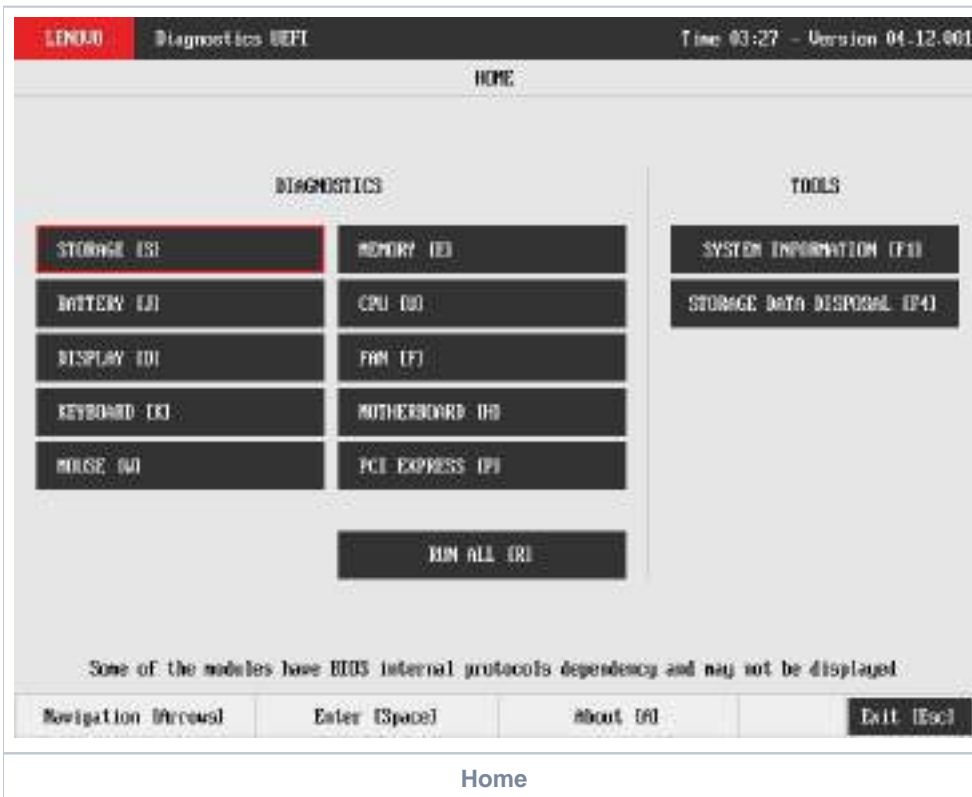 LENOVO Diagnostics UEFI Time 03:27 - Version 04.12.001
HOME
DIAGNOSTICS
TOOLS
STORAGE [S]
MEMORY [E]
SYSTEM INFORMATION [F1]
BATTERY [J]
CPU [U]
STORAGE DATA DISPOSAL [F4]
DISPLAY [D]
FAN [F]
KEYBOARD [K]
MOTHERBOARD [H]
MOUSE
PCI EXPRESS [P]
RUN ALL [R]
Some of the modules have BIOS internal protocols dependency and may not be displayed
Navigation [Arrows] Enter [Space] About [A] Exit [Esc]
Home